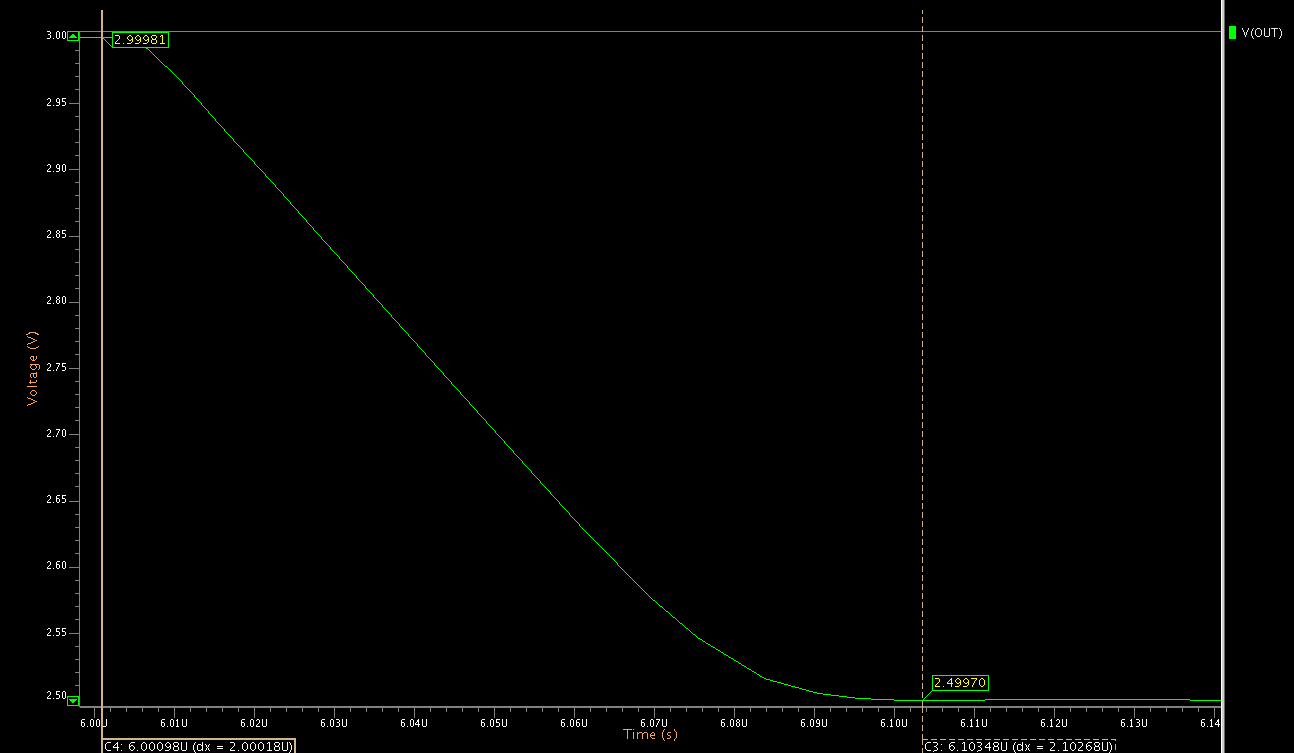 3.00
2.99981
V(OUT)
2.95
2.90
2.85
2.80
2.75
Voltage (V)
2.70
2.65
2.60
2.55
2.50
2.49970
6.00U 6.01U 6.02U 6.03U 6.04U 6.05U 6.06U 6.07U 6.08U 6.09U 6.10U 6.11U 6.12U 6.13U 6.14
Time (s)
C4: 6.00098U (dx = 2.00018U)
C3: 6.10348U (dx = 2.10268U)